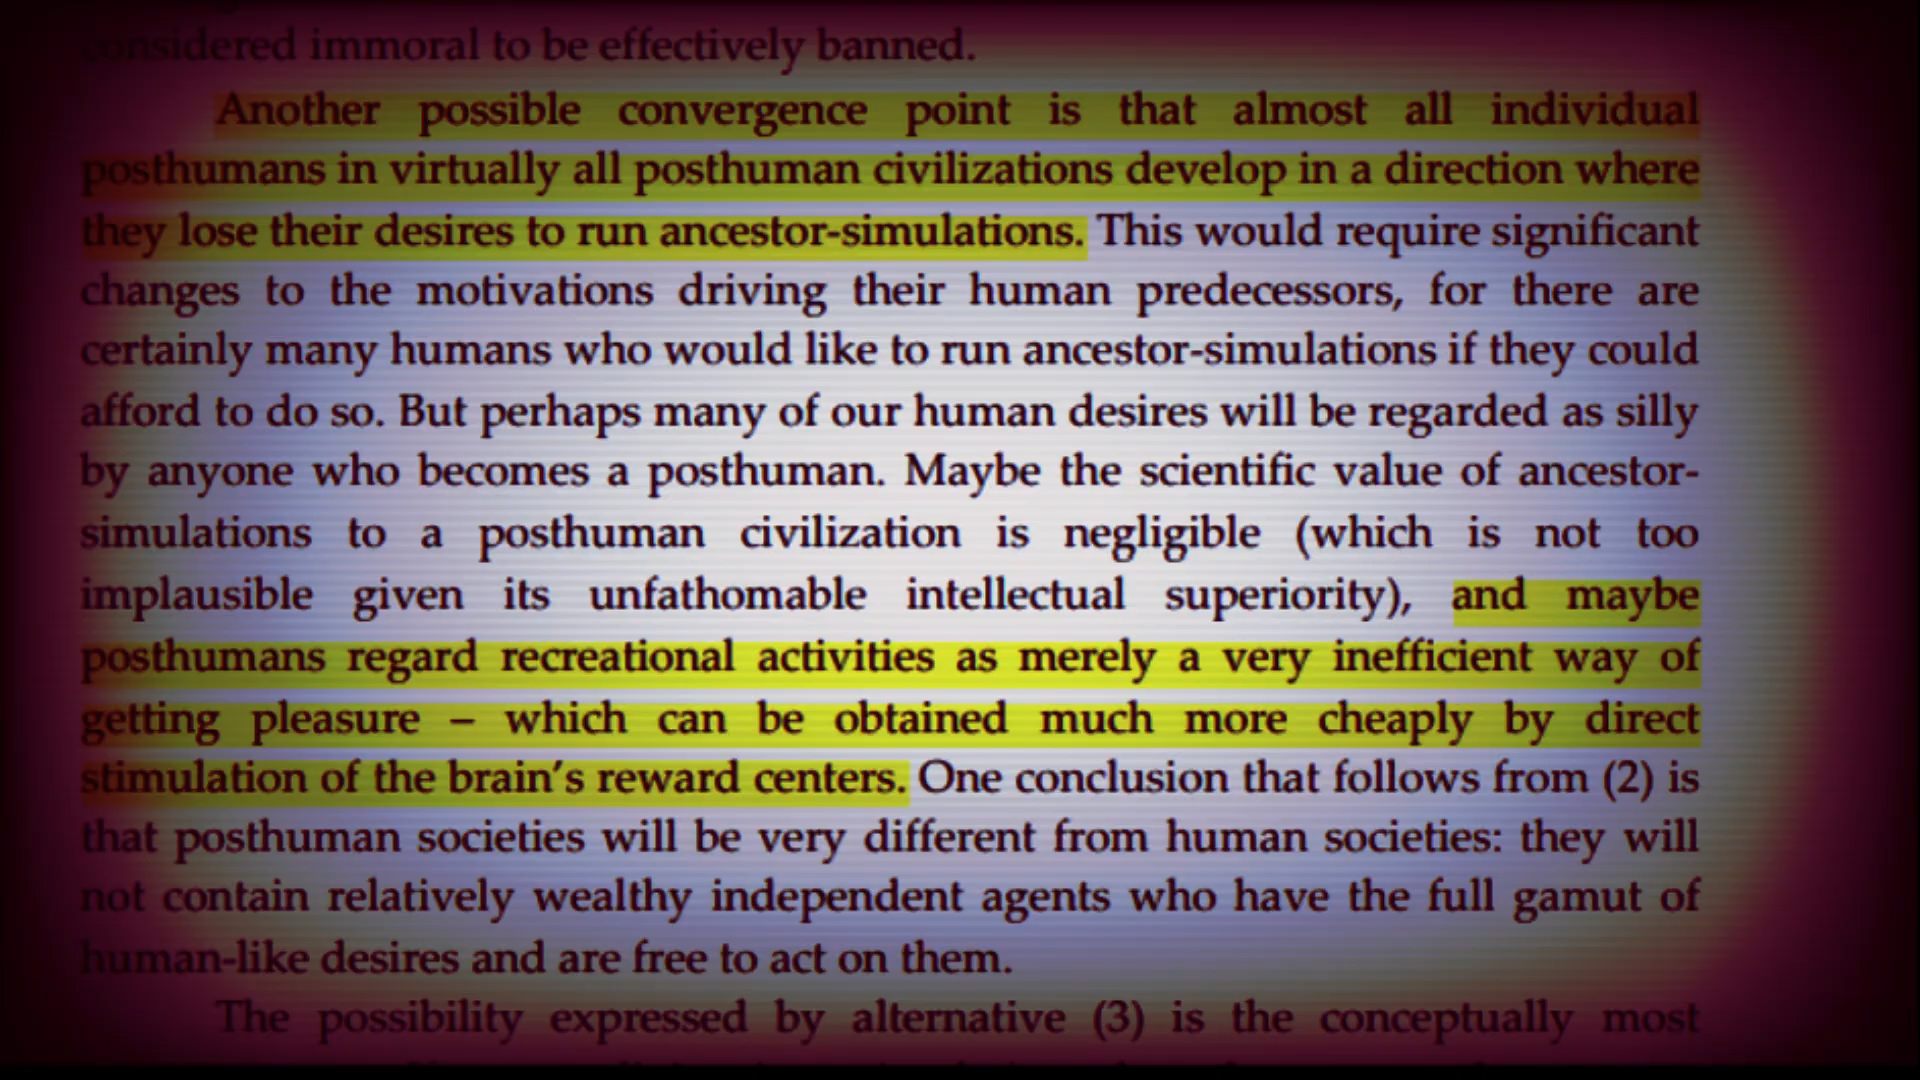 considered immoral to be effectively banned.
Another possible convergence point is that almost all individual
posthumans in virtually all posthuman civilizations develop in a direction where
they lose their desires to run ancestor-simulations. This would require significant
changes to the motivations driving their human predecessors, for there are
certainly many humans who would like to run ancestor-simulations if they could
afford to do so. But perhaps many of our human desires will be regarded as silly
by anyone who becomes a posthuman. Maybe the scientific value of ancestor-
simulations to a posthuman civilization is negligible (which is not too
implausible given its unfathomable intellectual superiority), and maybe
posthumans regard recreational activities as merely a very inefficient way of
getting pleasure – which can be obtained much more cheaply by direct
stimulation of the brain’s reward centers. One conclusion that follows from (2) is
that posthuman societies will be very different from human societies: they will
not contain relatively wealthy independent agents who have the full gamut of
human-like desires and are free to act on them.
The possibility expressed by alternative (3) is the conceptually most